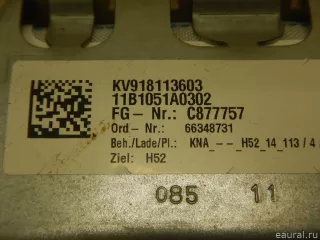 KV918113603
11B1051A0302
FG- Nr.: C877757
Ord- Nr.: 66348731
Beh./Lade/Pl.: KNA_-_H52_14_113/4
Ziel: H52
085 11
eaural.ru